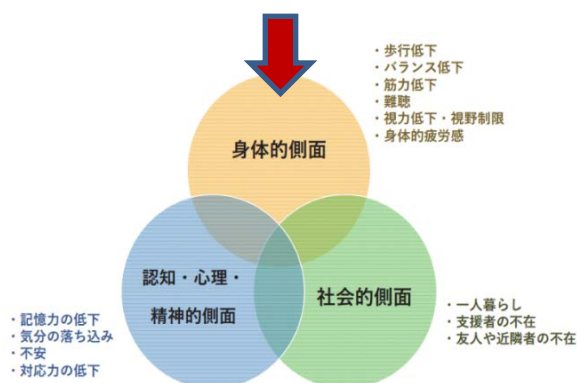 ・歩行低下
・バランス低下
・筋力低下
・難聴
・視力低下・視野制限
・身体的疲労感
身体的側面
認知・心理・
精神的側面
社会的側面
・記憶力の低下
・気分の落ち込み
・不安
・対応力の低下
・一人暮らし
・支援者の不在
・友人や近隣者の不在